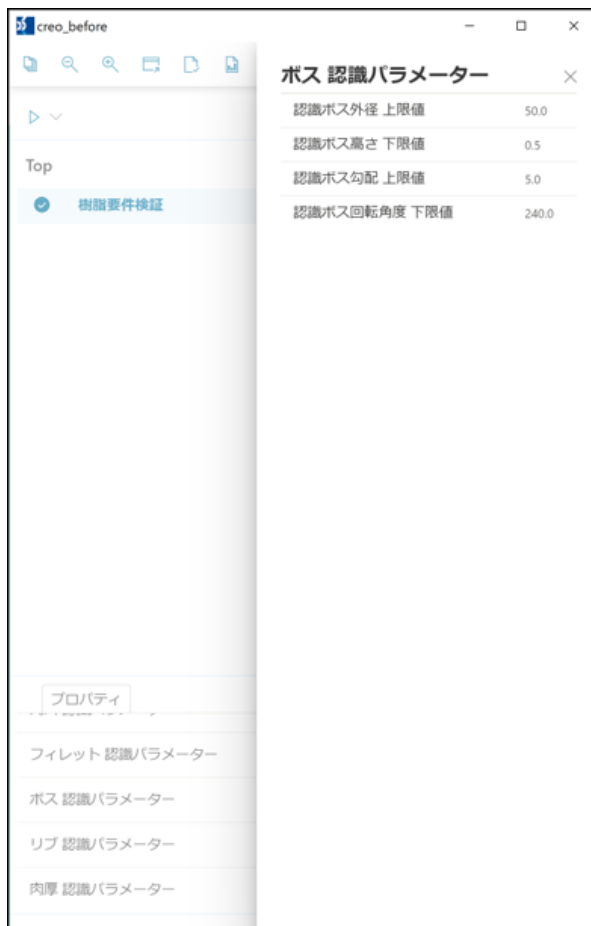 creo_before
ボス 認識パラメーター
認識ボス外径 上限値 50.0
認識ボス高さ 下限値 0.5
認識ボス勾配 上限値 5.0
認識ボス回転角度 下限値 240.0
Top
樹脂要件検証
プロパティ
フィレット 認識パラメーター
ボス 認識パラメーター
リブ 認識パラメーター
肉厚 認識パラメーター